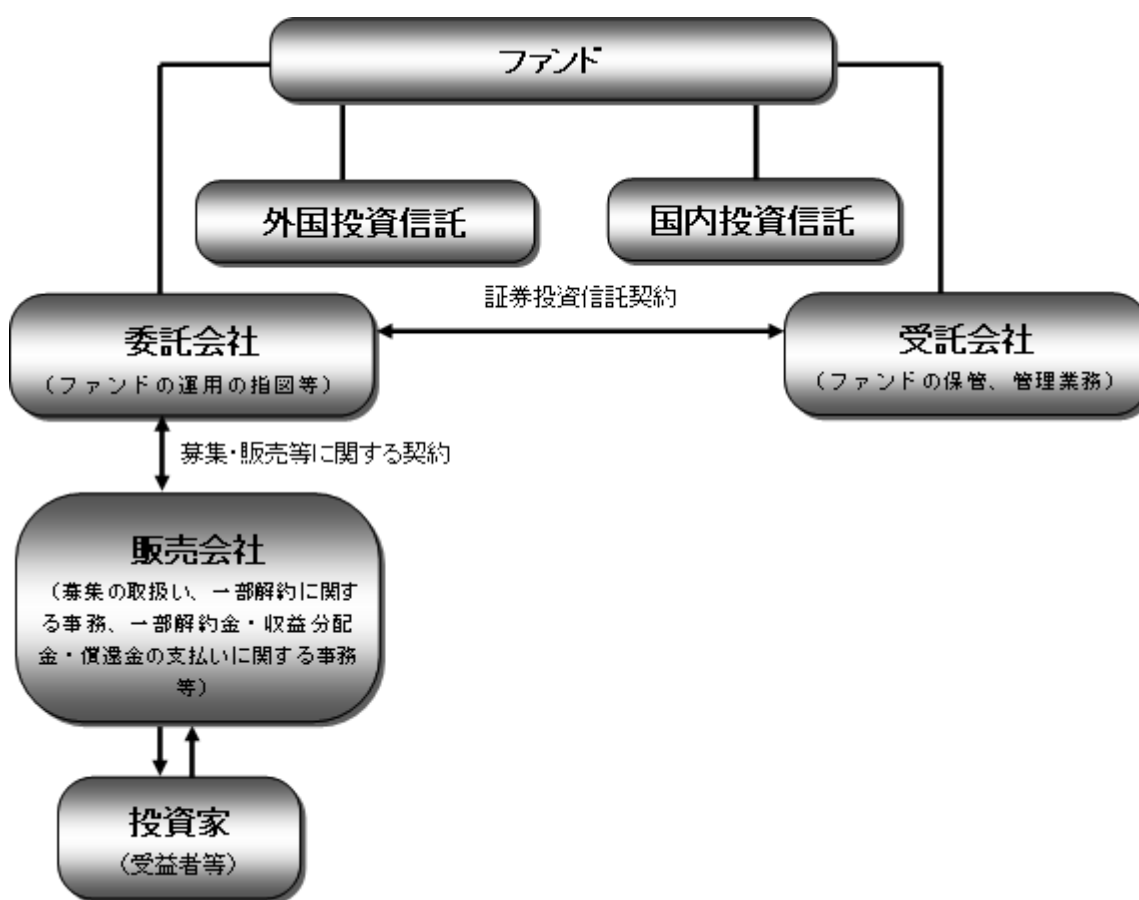 ファンド
外国投資信託
国内投資信託
証券投資信託契約
委託会社
（ファンドの運用の指図等）
受託会社
（ファンドの保管、管理業務）
募集・販売等に関する契約
販売会社
（募集の取扱い、一部解約に関す
る事務、一部解約金・収益分配
金・償還金の支払いに関する事務
等）
投資家
（受益者等）